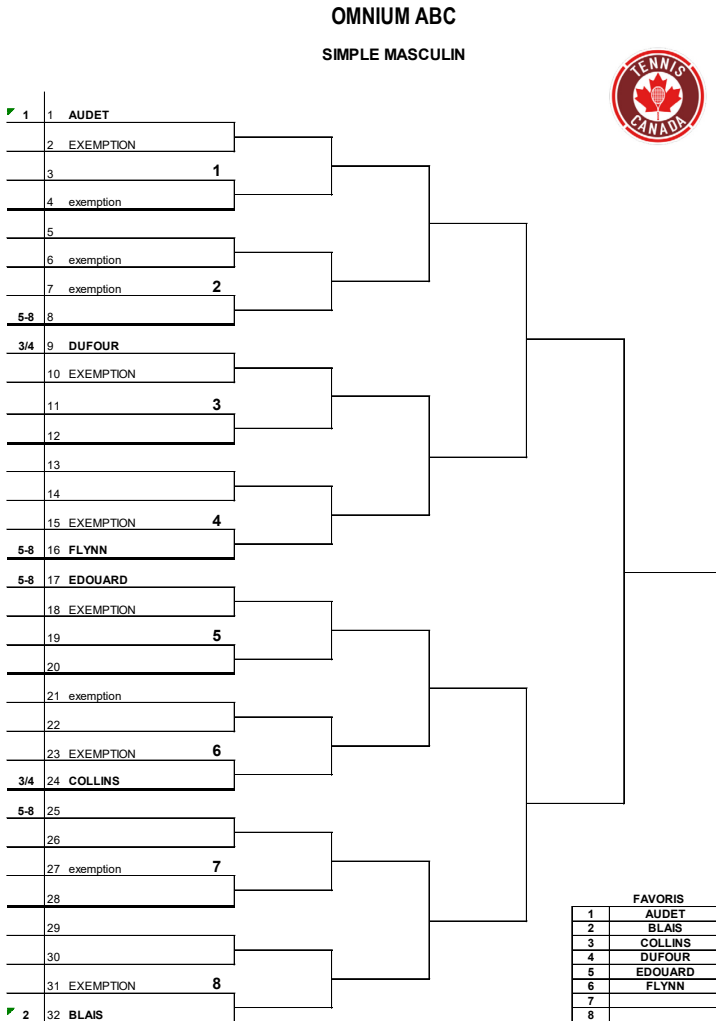 OMNIUM ABC
SIMPLE MASCULIN
TENNIS CANADA
1 1 AUDET
2 EXEMPTION
3 1
4 exemption
5
6 exemption
7 exemption 2
5-8 8
3/4 9 DUFOUR
10 EXEMPTION
11 3
12
13
14
15 EXEMPTION 4
5-8 16 FLYNN
5-8 17 EDOUARD
18 EXEMPTION
19 5
20
21 exemption
22
23 EXEMPTION 6
3/4 24 COLLINS
5-8 25
26
27 exemption 7
28
29
30
31 EXEMPTION 8
2 32 BLAIS
FAVORIS
1 AUDET
2 BLAIS
3 COLLINS
4 DUFOUR
5 EDOUARD
6 FLYNN
7
8